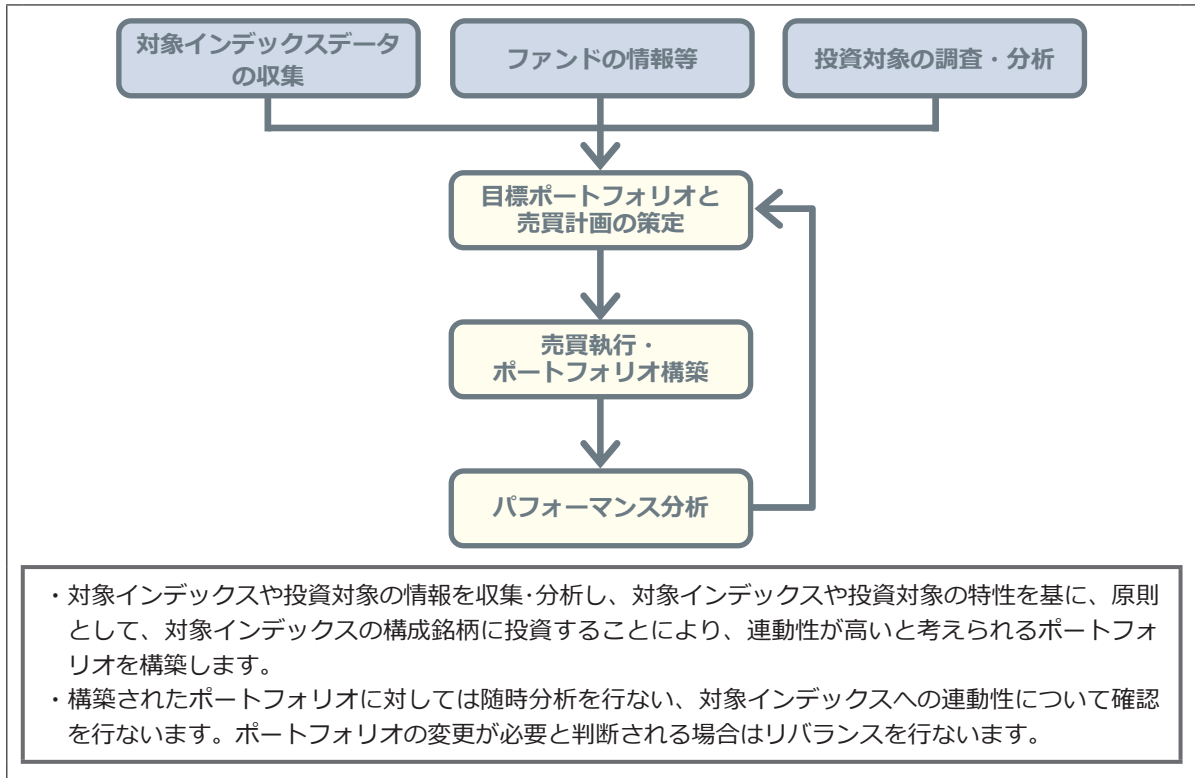 対象インデックスデータ
の収集
ファンドの情報等
投資対象の調査・分析
目標ポートフォリオと
売買計画の策定
売買執行・
ポートフォリオ構築
パフォーマンス分析
・対象インデックスや投資対象の情報を収集･分析し、対象インデックスや投資対象の特性を基に、原則
として、対象インデックスの構成銘柄に投資することにより、連動性が高いと考えられるポートフォ
リオを構築します。
・構築されたポートフォリオに対しては随時分析を行ない、対象インデックスへの連動性について確認
を行ないます。ポートフォリオの変更が必要と判断される場合はリバランスを行ないます。